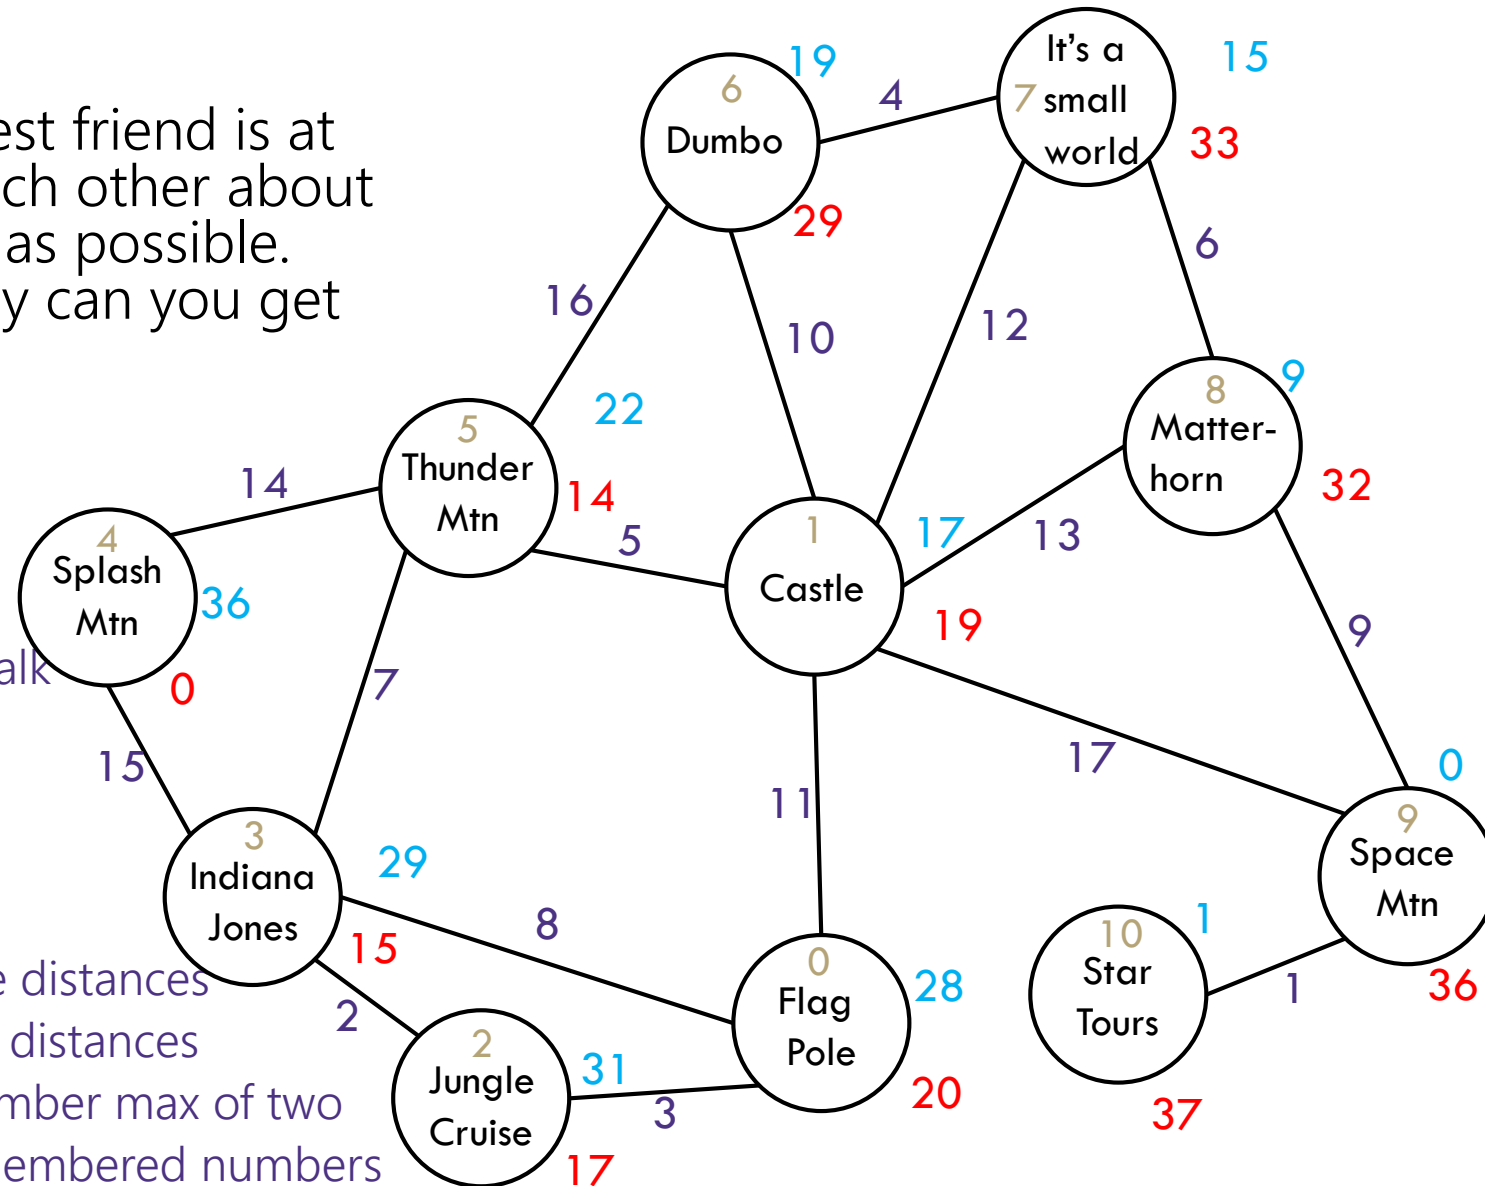 est friend is at
ch other about
as possible.
y can you get
19
6
Dumbo
29
4
It's a
7 small
world
15
33
16
10
12
6
22
5
Thunder
Mtn
14
14
5
8
Matter-
horn
9
32
4
Splash
Mtn
36
0
alk
1
Castle
17
19
13
9
7
15
17
11
0
9
Space
Mtn
36
3
Indiana
Jones
29
15
8
2
e distances
distances
mber max of two
embered numbers
2
Jungle
Cruise
31
17
3
0
Flag
Pole
28
20
10
Star
Tours
1
37
1